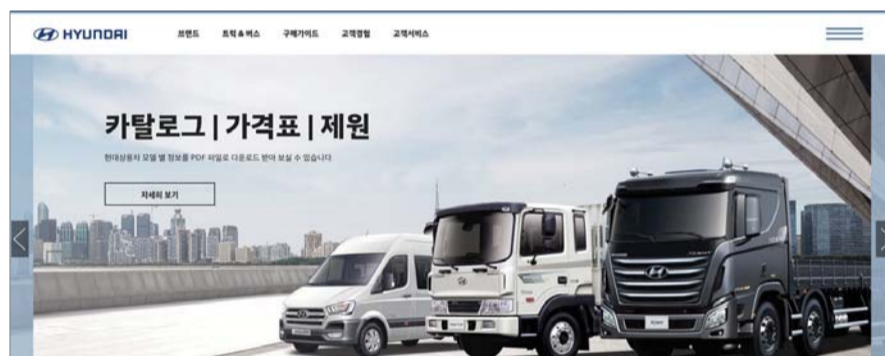 HYUNDAI
브랜드 트럭 & 버스 구매가이드 고객경험 고객서비스
카탈로그 | 가격표 | 제원
현대상용차 모델 별 정보를 PDF 파일로 다운로드 받아 보실 수 있습니다
자세히 보기